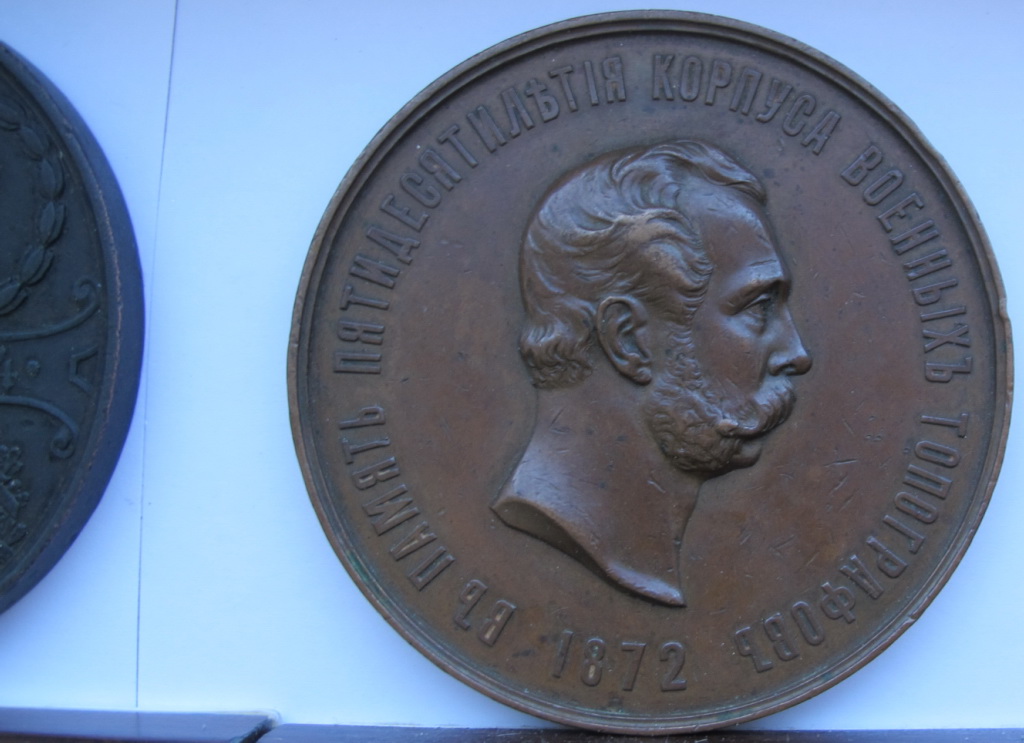 ВЪ ПАМЯТЬ ПЯТИДЕСЯТИЛѢТІЯ КОРПУСА ВОЕННЫХЪ ТОПОГРАФОВЪ
1872